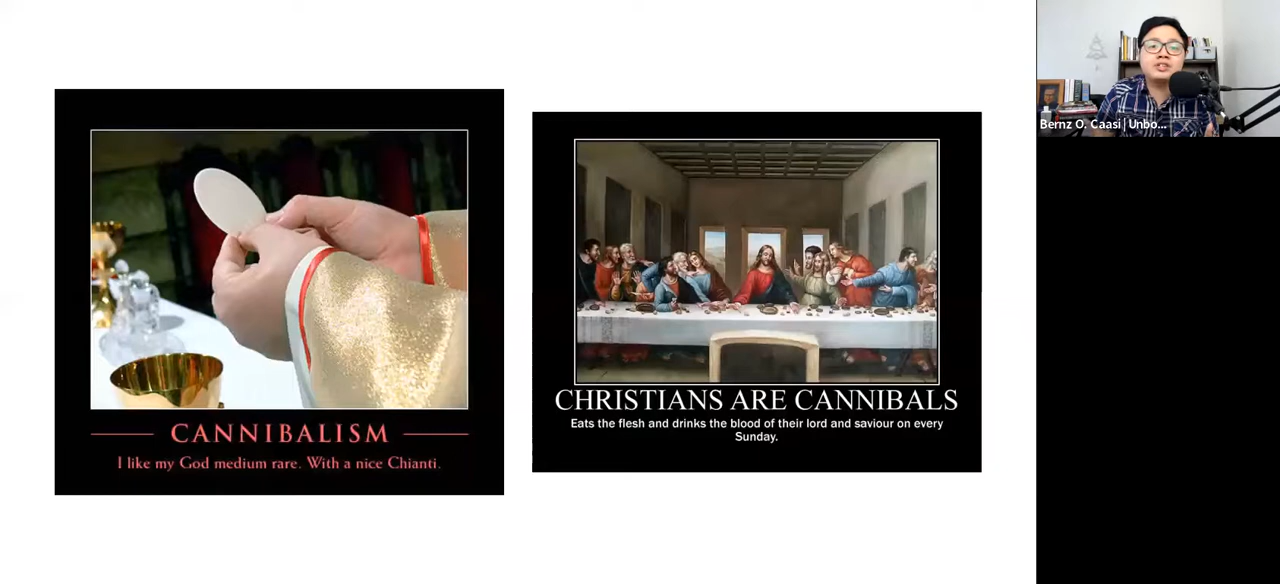 CANNIBALISM
I like my God medium rare. With a nice Chianti.
CHRISTIANS ARE CANNIBALS
Eats the flesh and drinks the blood of their lord and saviour on every
Sunday.
Bernz O. Caasi | Unbo...